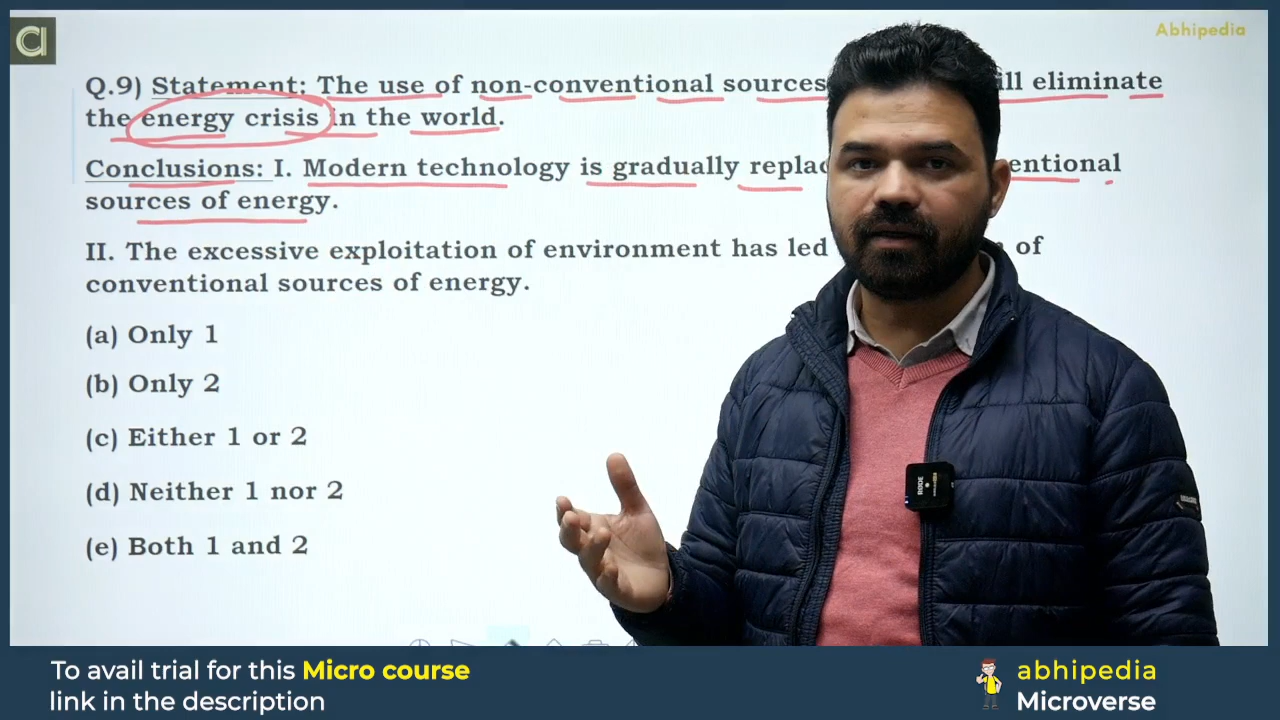 Abhipedia
Q.9) Statement: The use of non-conventional sources will eliminate
the energy crisis in the world.
Conclusions: I. Modern technology is gradually
sources of energy.
II. The excessive exploitation of environment has led of
conventional sources of energy.
(a) Only 1
(b) Only 2
(c) Either 1 or 2
(d) Neither 1 nor 2
(e) Both 1 and 2
RØDE
To avail trial for this Micro course
link in the description
abhipedia
Microverse